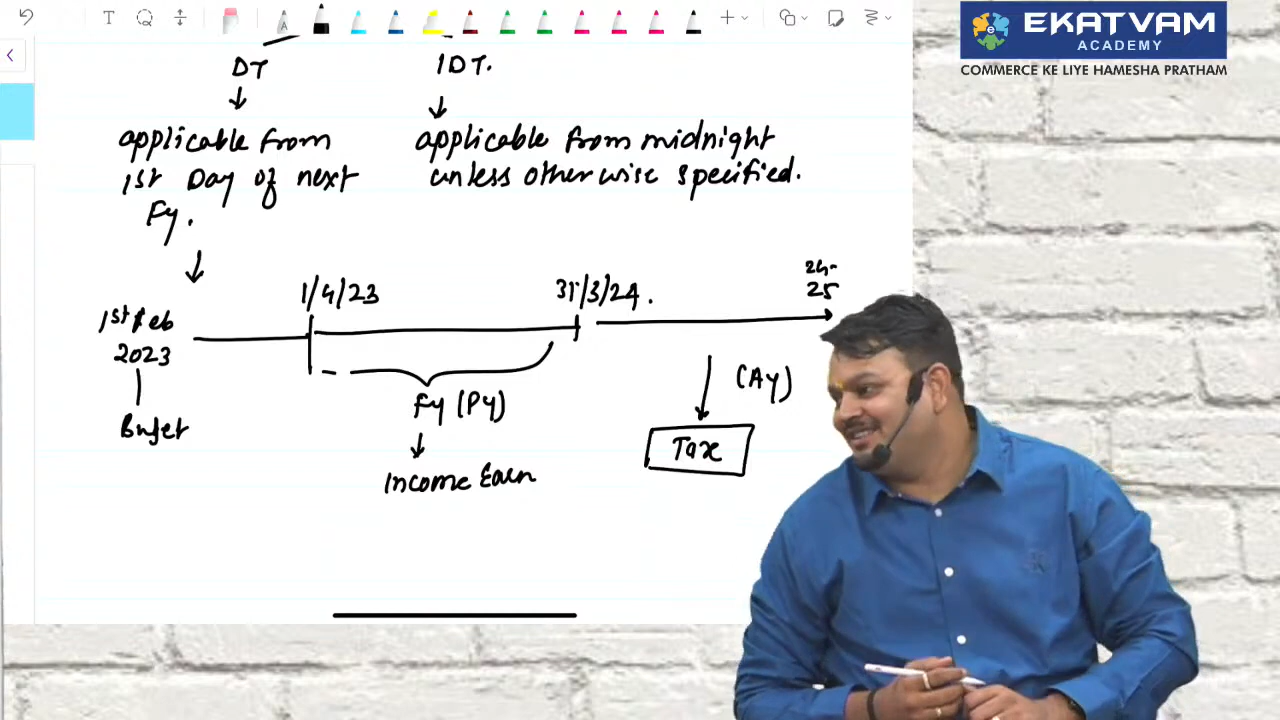 EKATVAM
ACADEMY
COMMERCE KE LIYE HAMESHA PRATHAM
T
DT
IDT.
applicable from
1st Day of next
Fy.
applicable from midnight
unless otherwise specified.
1st Feb
2023
1/4/23
31/3/24.
24-
25
Fy (Py)
(Ay)
Income Earn
Tax